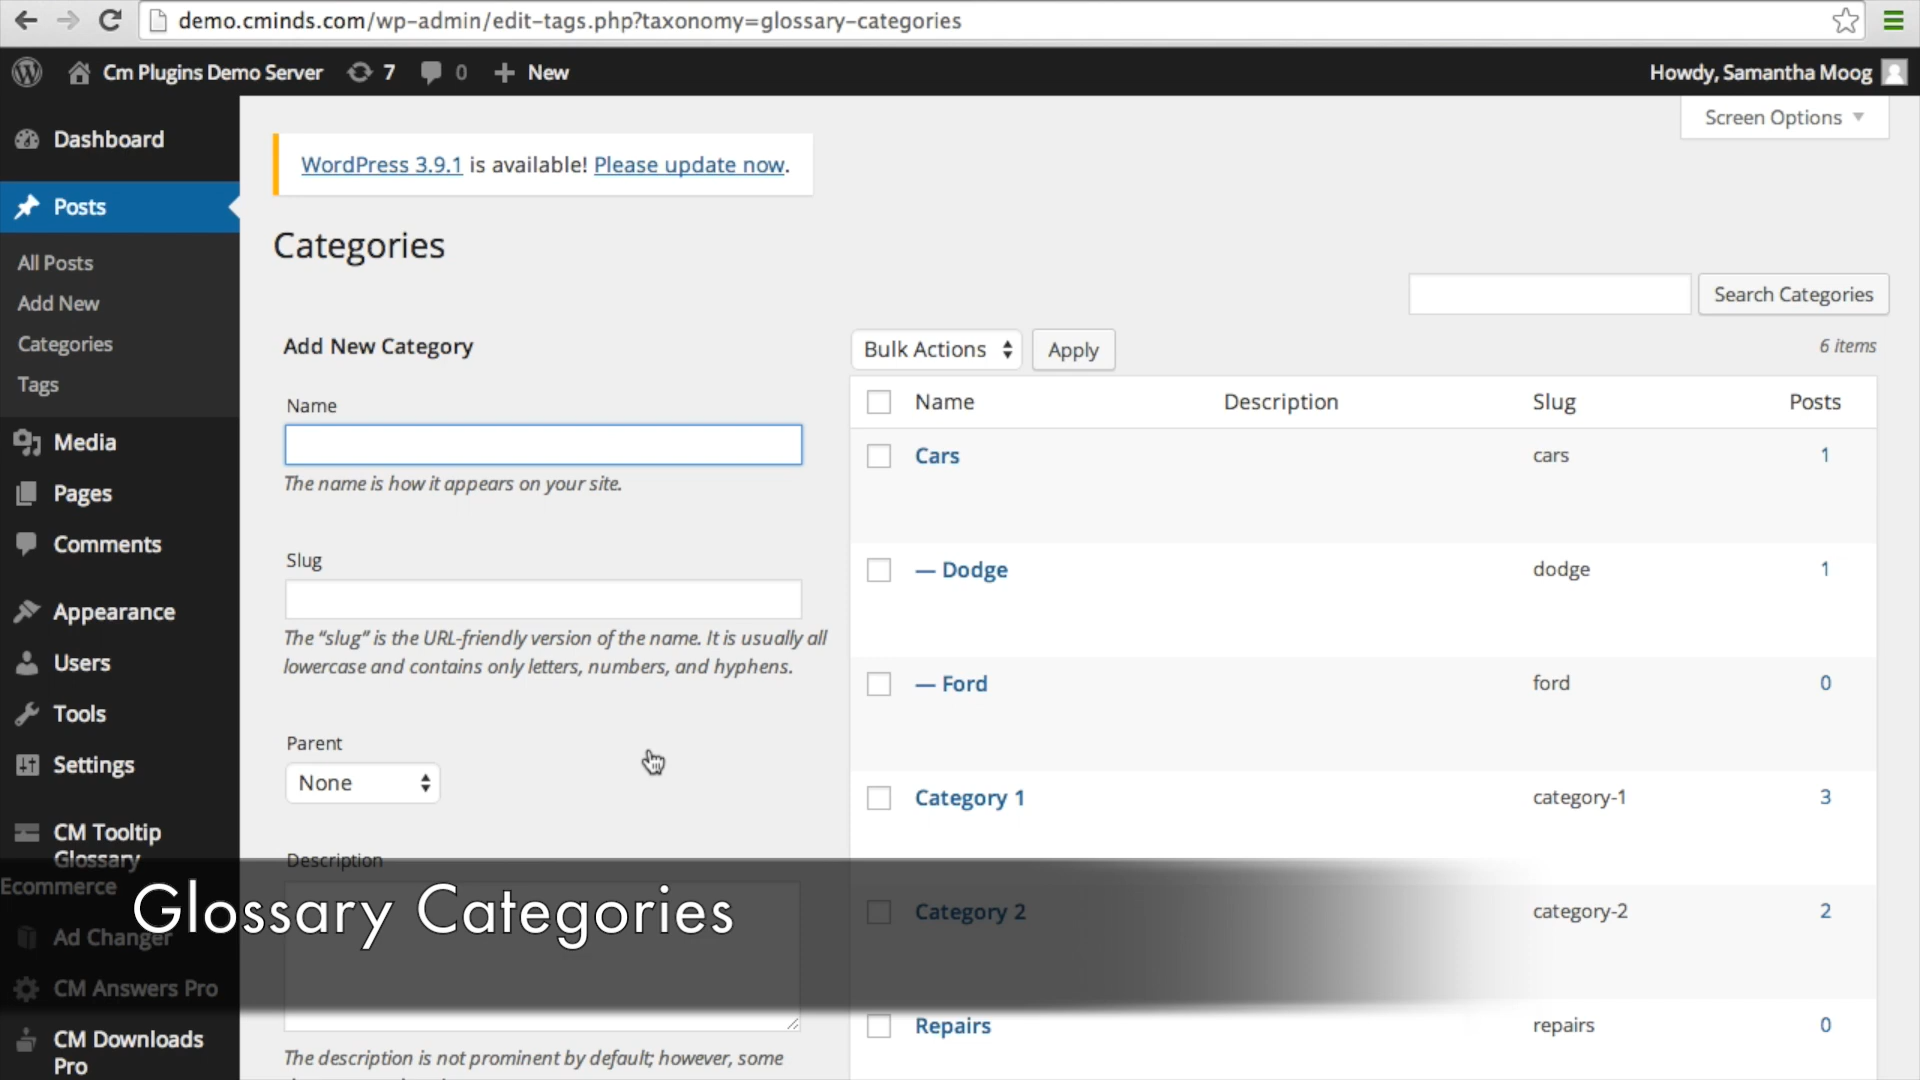 demo.cminds.com/wp-admin/edit-tags.php?taxonomy=glossary-categories
Cm Plugins Demo Server 7 0 New Howdy, Samantha Moog
Screen Options
Dashboard
Posts
All Posts
Add New
Categories
Tags
Media
Pages
Comments
Appearance
Users
Tools
Settings
CM Tooltip
Glossary
Ecommerce
Ad Changer
CM Answers Pro
CM Downloads
Pro
WordPress 3.9.1 is available! Please update now.
Categories
Search Categories
Add New Category
Name
The name is how it appears on your site.
Slug
The “slug” is the URL-friendly version of the name. It is usually all
lowercase and contains only letters, numbers, and hyphens.
Parent
None
Description
The description is not prominent by default; however, some
Bulk Actions Apply 6 items
Name Description Slug Posts
Cars cars 1
— Dodge dodge 1
— Ford ford 0
Category 1 category-1 3
Category 2 category-2 2
Repairs repairs 0
Glossary Categories